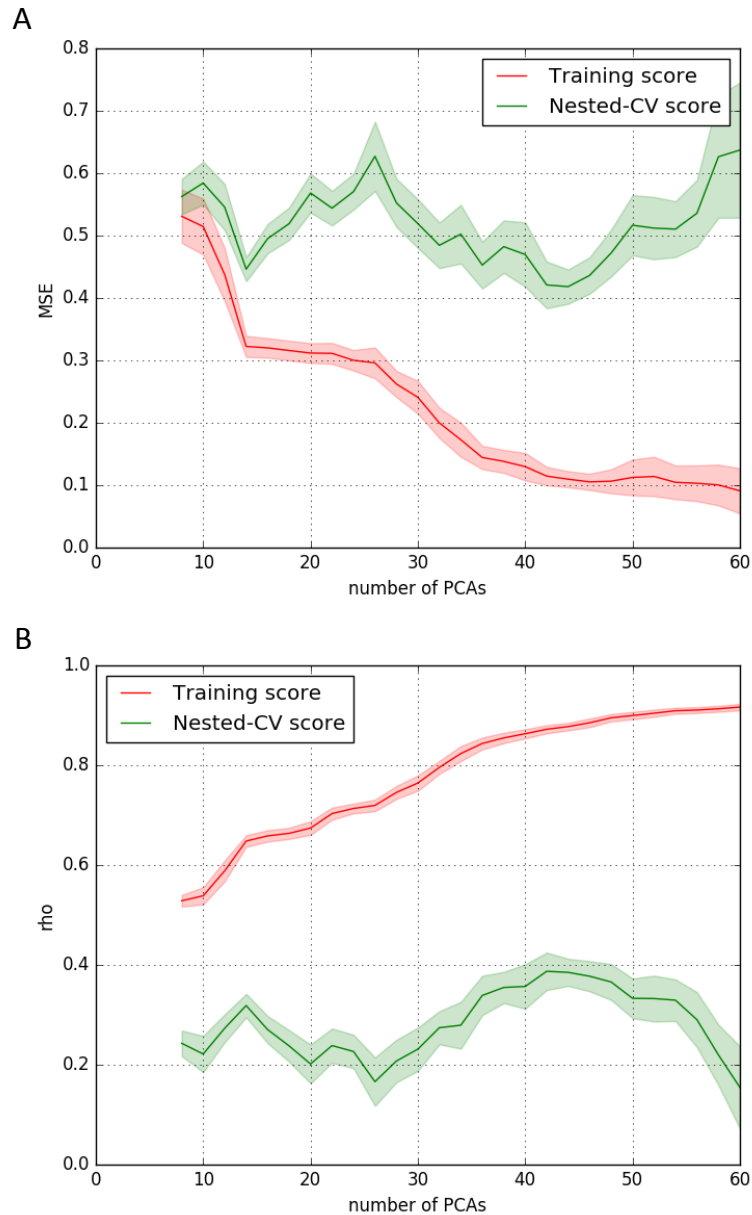 A
0.8
0.7
0.6
0.5
0.4
0.3
0.2
0.1
0.0
MSE
Training score
Nested-CV score
0 10 20 30 40 50 60
number of PCAs
B
1.0
0.8
0.6
0.4
0.2
0.0
rho
Training score
Nested-CV score
0 10 20 30 40 50 60
number of PCAs